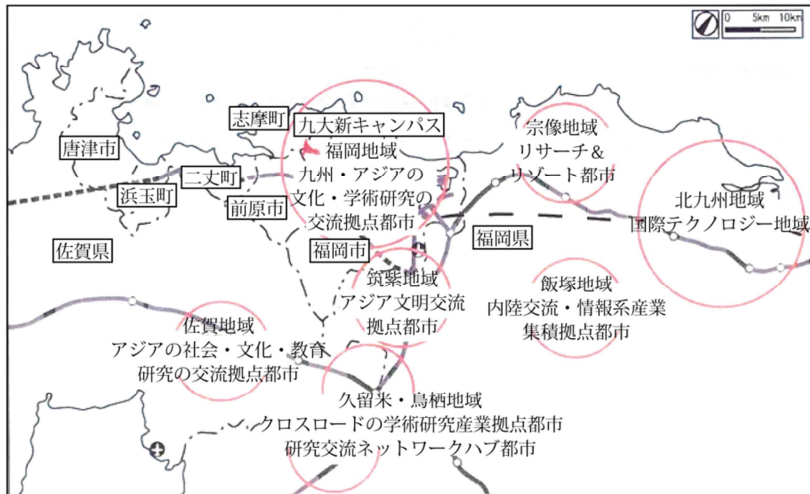 0 5km 10km
志摩町
九大新キャンパス
福岡地域
九州・アジアの
文化・学術研究の
交流拠点都市
宗像地域
リサーチ&
リゾート都市
唐津市
二丈町
浜玉町
前原市
北九州地域
国際テクノロジー地域
佐賀県
福岡市
福岡県
筑紫地域
アジア文明交流
拠点都市
飯塚地域
内陸交流・情報系産業
集積拠点都市
佐賀地域
アジアの社会・文化・教育
研究の交流拠点都市
久留米・鳥栖地域
クロスロードの学術研究産業拠点都市
研究交流ネットワークハブ都市